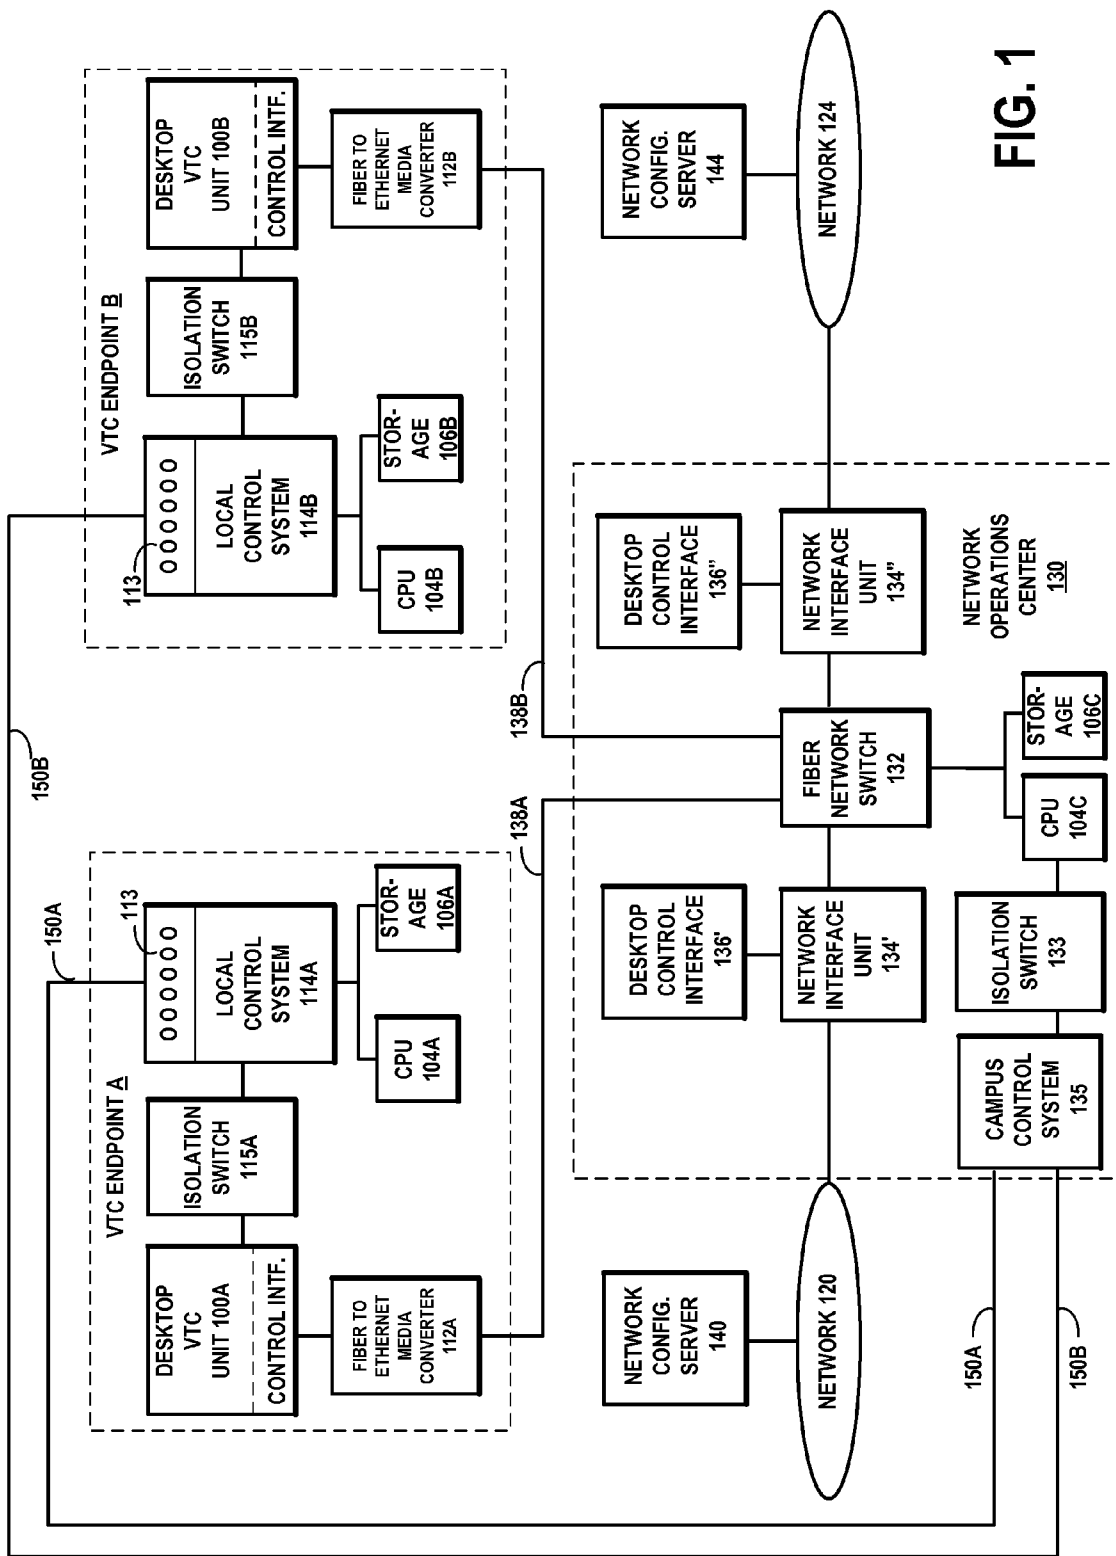 150B
150A
113
VTC ENDPOINT A
DESKTOP
VTC
UNIT 100A
CONTROL INTF.
ISOLATION
SWITCH
115A
LOCAL
CONTROL
SYSTEM
114A
CPU
104A
STOR-
AGE
106A
FIBER TO
ETHERNET
MEDIA
CONVERTER
112A
138A
113
VTC ENDPOINT B
LOCAL
CONTROL
SYSTEM
114B
ISOLATION
SWITCH
115B
DESKTOP
VTC
UNIT 100B
CONTROL INTF.
CPU
104B
STOR-
AGE
106B
FIBER TO
ETHERNET
MEDIA
CONVERTER
112B
138B
NETWORK
CONFIG.
SERVER
140
NETWORK 120
DESKTOP
CONTROL
INTERFACE
136'
NETWORK
INTERFACE
UNIT
134'
FIBER
NETWORK
SWITCH
132
DESKTOP
CONTROL
INTERFACE
136"
NETWORK
INTERFACE
UNIT
134"
NETWORK
CONFIG.
SERVER
144
NETWORK 124
150A
150B
CAMPUS
CONTROL
SYSTEM
135
ISOLATION
SWITCH
133
CPU
104C
STOR-
AGE
106C
NETWORK
OPERATIONS
CENTER
130
FIG. 1